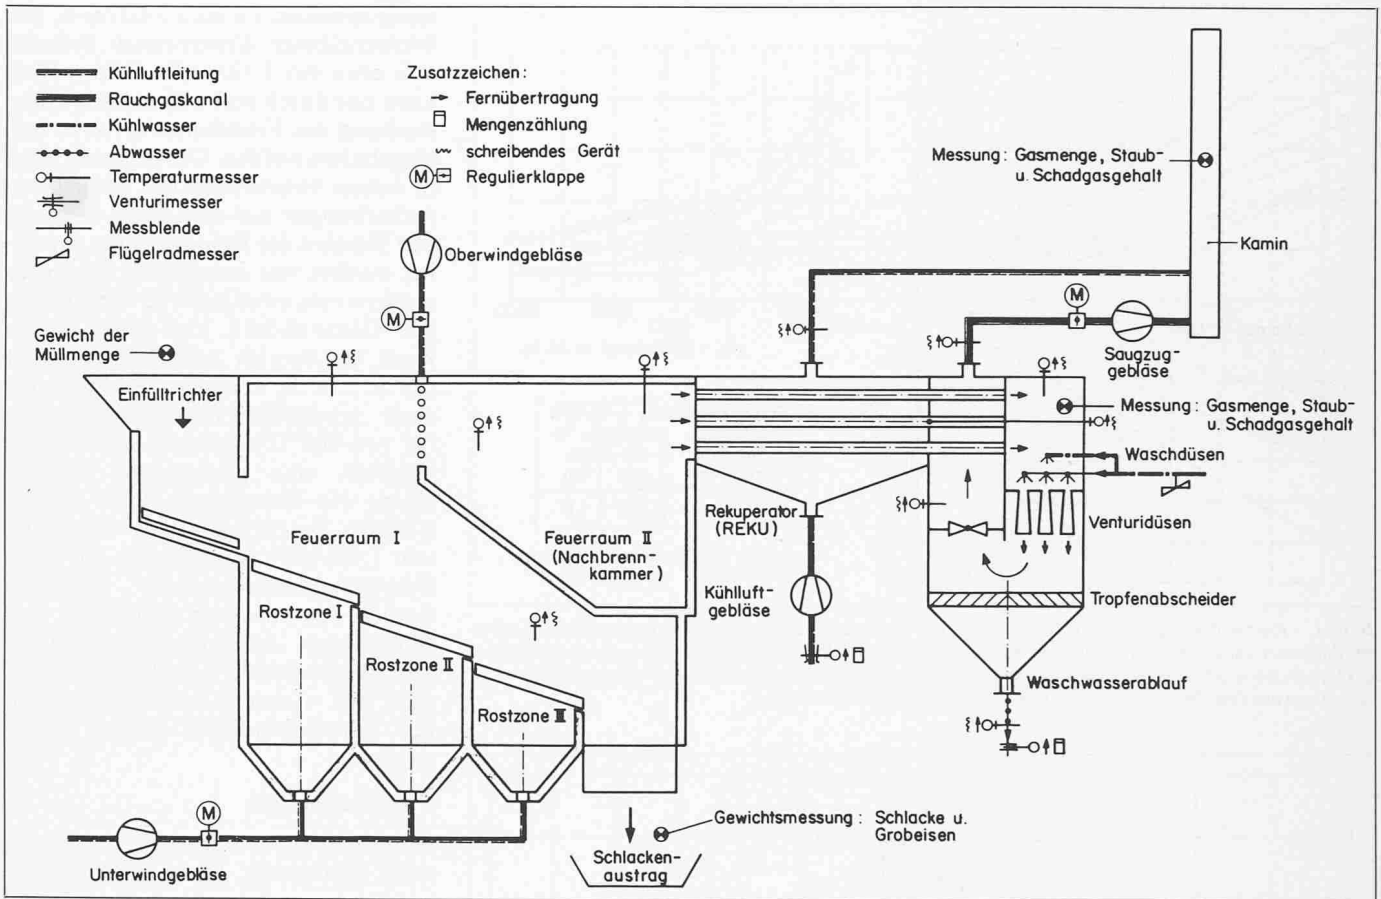 Kühlluftleitung
Rauchgaskanal
Kühlwasser
Abwasser
Temperaturmesser
Venturimesser
Messblende
Flügelradmesser
Zusatzzeichen :
Fernübertragung
Mengenzählung
schreibendes Gerät
M Regulierklappe
Oberwindgebläse
M
Messung : Gasmenge, Staub-
u. Schadgasgehalt
Kamin
M
Saugzug-
gebläse
Gewicht der
Müllmenge
Einfülltrichter
Messung : Gasmenge, Staub-
u. Schadgasgehalt
Waschdüsen
Venturidüsen
Feuerraum I
Feuerraum II
(Nachbrenn-
kammer)
Rekuperator
(REKU)
Kühlluft-
gebläse
Tropfenabscheider
Waschwasserablauf
Rostzone I
Rostzone II
Rostzone III
M
Unterwindgebläse
Gewichtsmessung : Schlacke u.
Grobeisen
Schlacken-
austrag